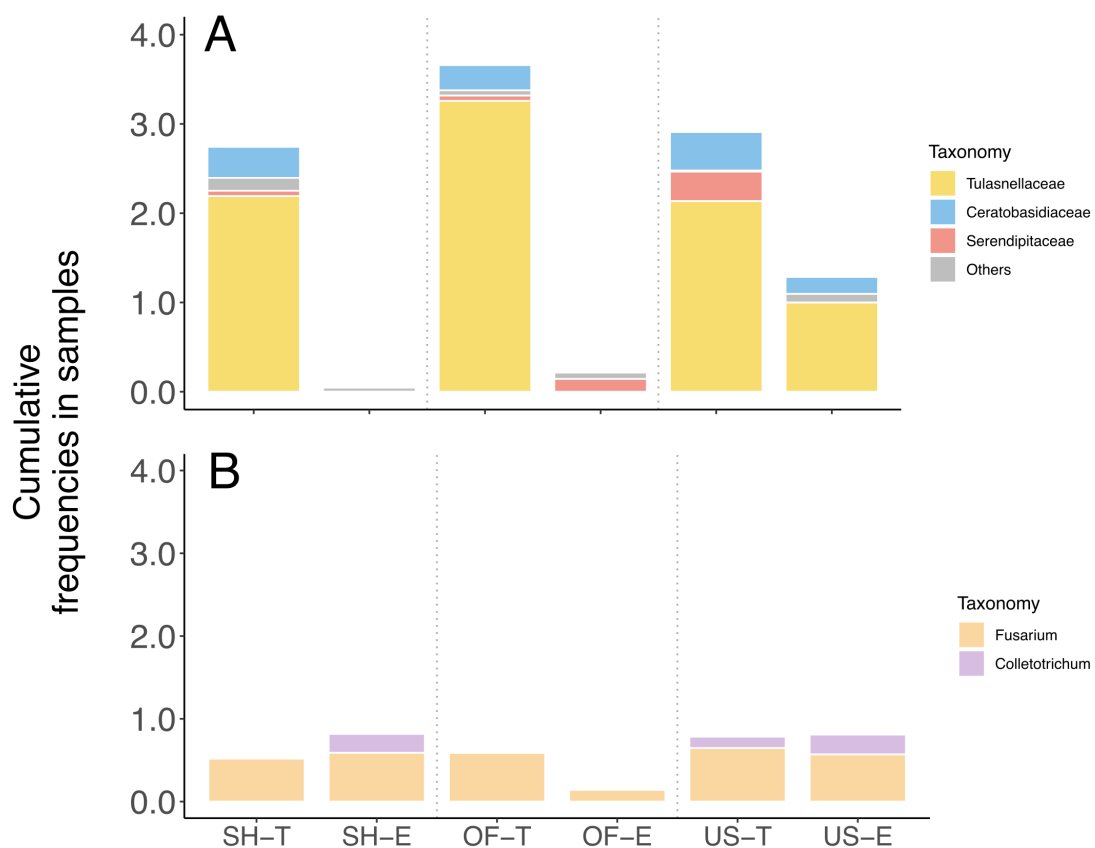 A
4.0
3.0
2.0
1.0
0.0
Taxonomy
Tulasnellaceae
Ceratobasidiaceae
Serendipitaceae
Others
Cumulative
frequencies in samples
B
4.0
3.0
2.0
1.0
0.0
Taxonomy
Fusarium
Colletotrichum
SH–T SH–E OF–T OF–E US–T US–E